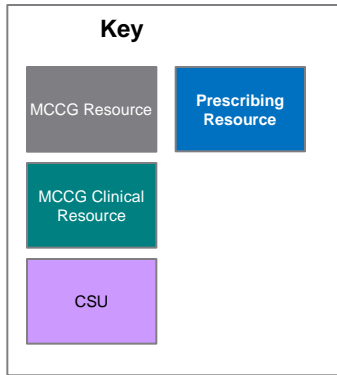 Key
MCCG Resource
Prescribing
Resource
MCCG Clinical
Resource
CSU